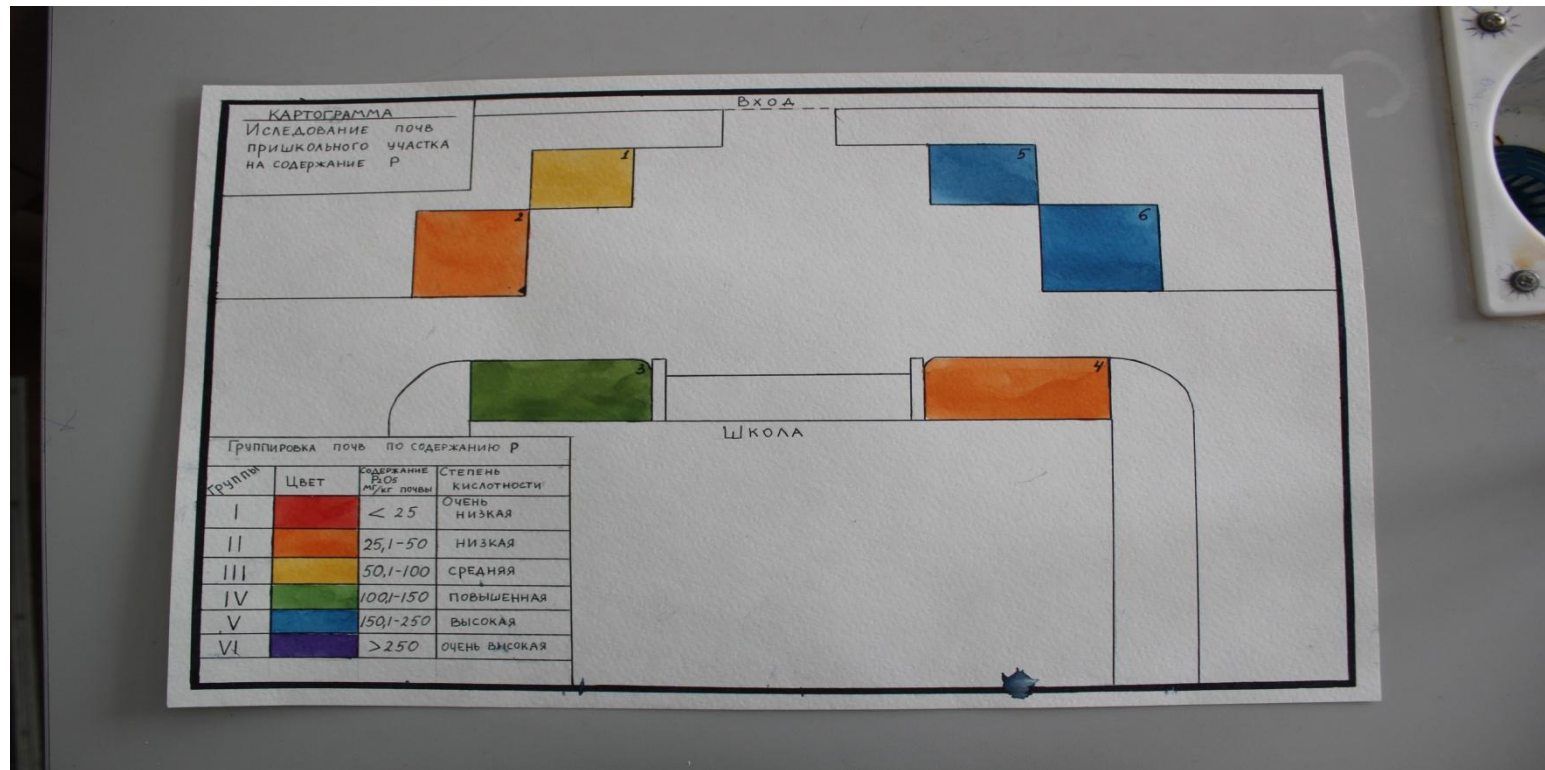 КАРТОГРАММА
ИСЛЕДОВАНИЕ ПОЧВ
ПРИШКОЛЬНОГО УЧАСТКА
НА СОДЕРЖАНИЕ Р
ВХОД
1
5
2
6
3
4
ШКОЛА
ГРУППИРОВКА ПОЧВ ПО СОДЕРЖАНИЮ Р
ГРУППЫ
ЦВЕТ
СОДЕРЖАНИЕ
P2O5
МГ/КГ ПОЧВЫ
СТЕПЕНЬ
КИСЛОТНОСТИ
I < 25 ОЧЕНЬ
НИЗКАЯ
II 25,1-50 НИЗКАЯ
III 50,1-100 СРЕДНЯЯ
IV 100,1-150 ПОВЫШЕННАЯ
V 150,1-250 ВЫСОКАЯ
VI >250 ОЧЕНЬ ВЫСОКАЯ